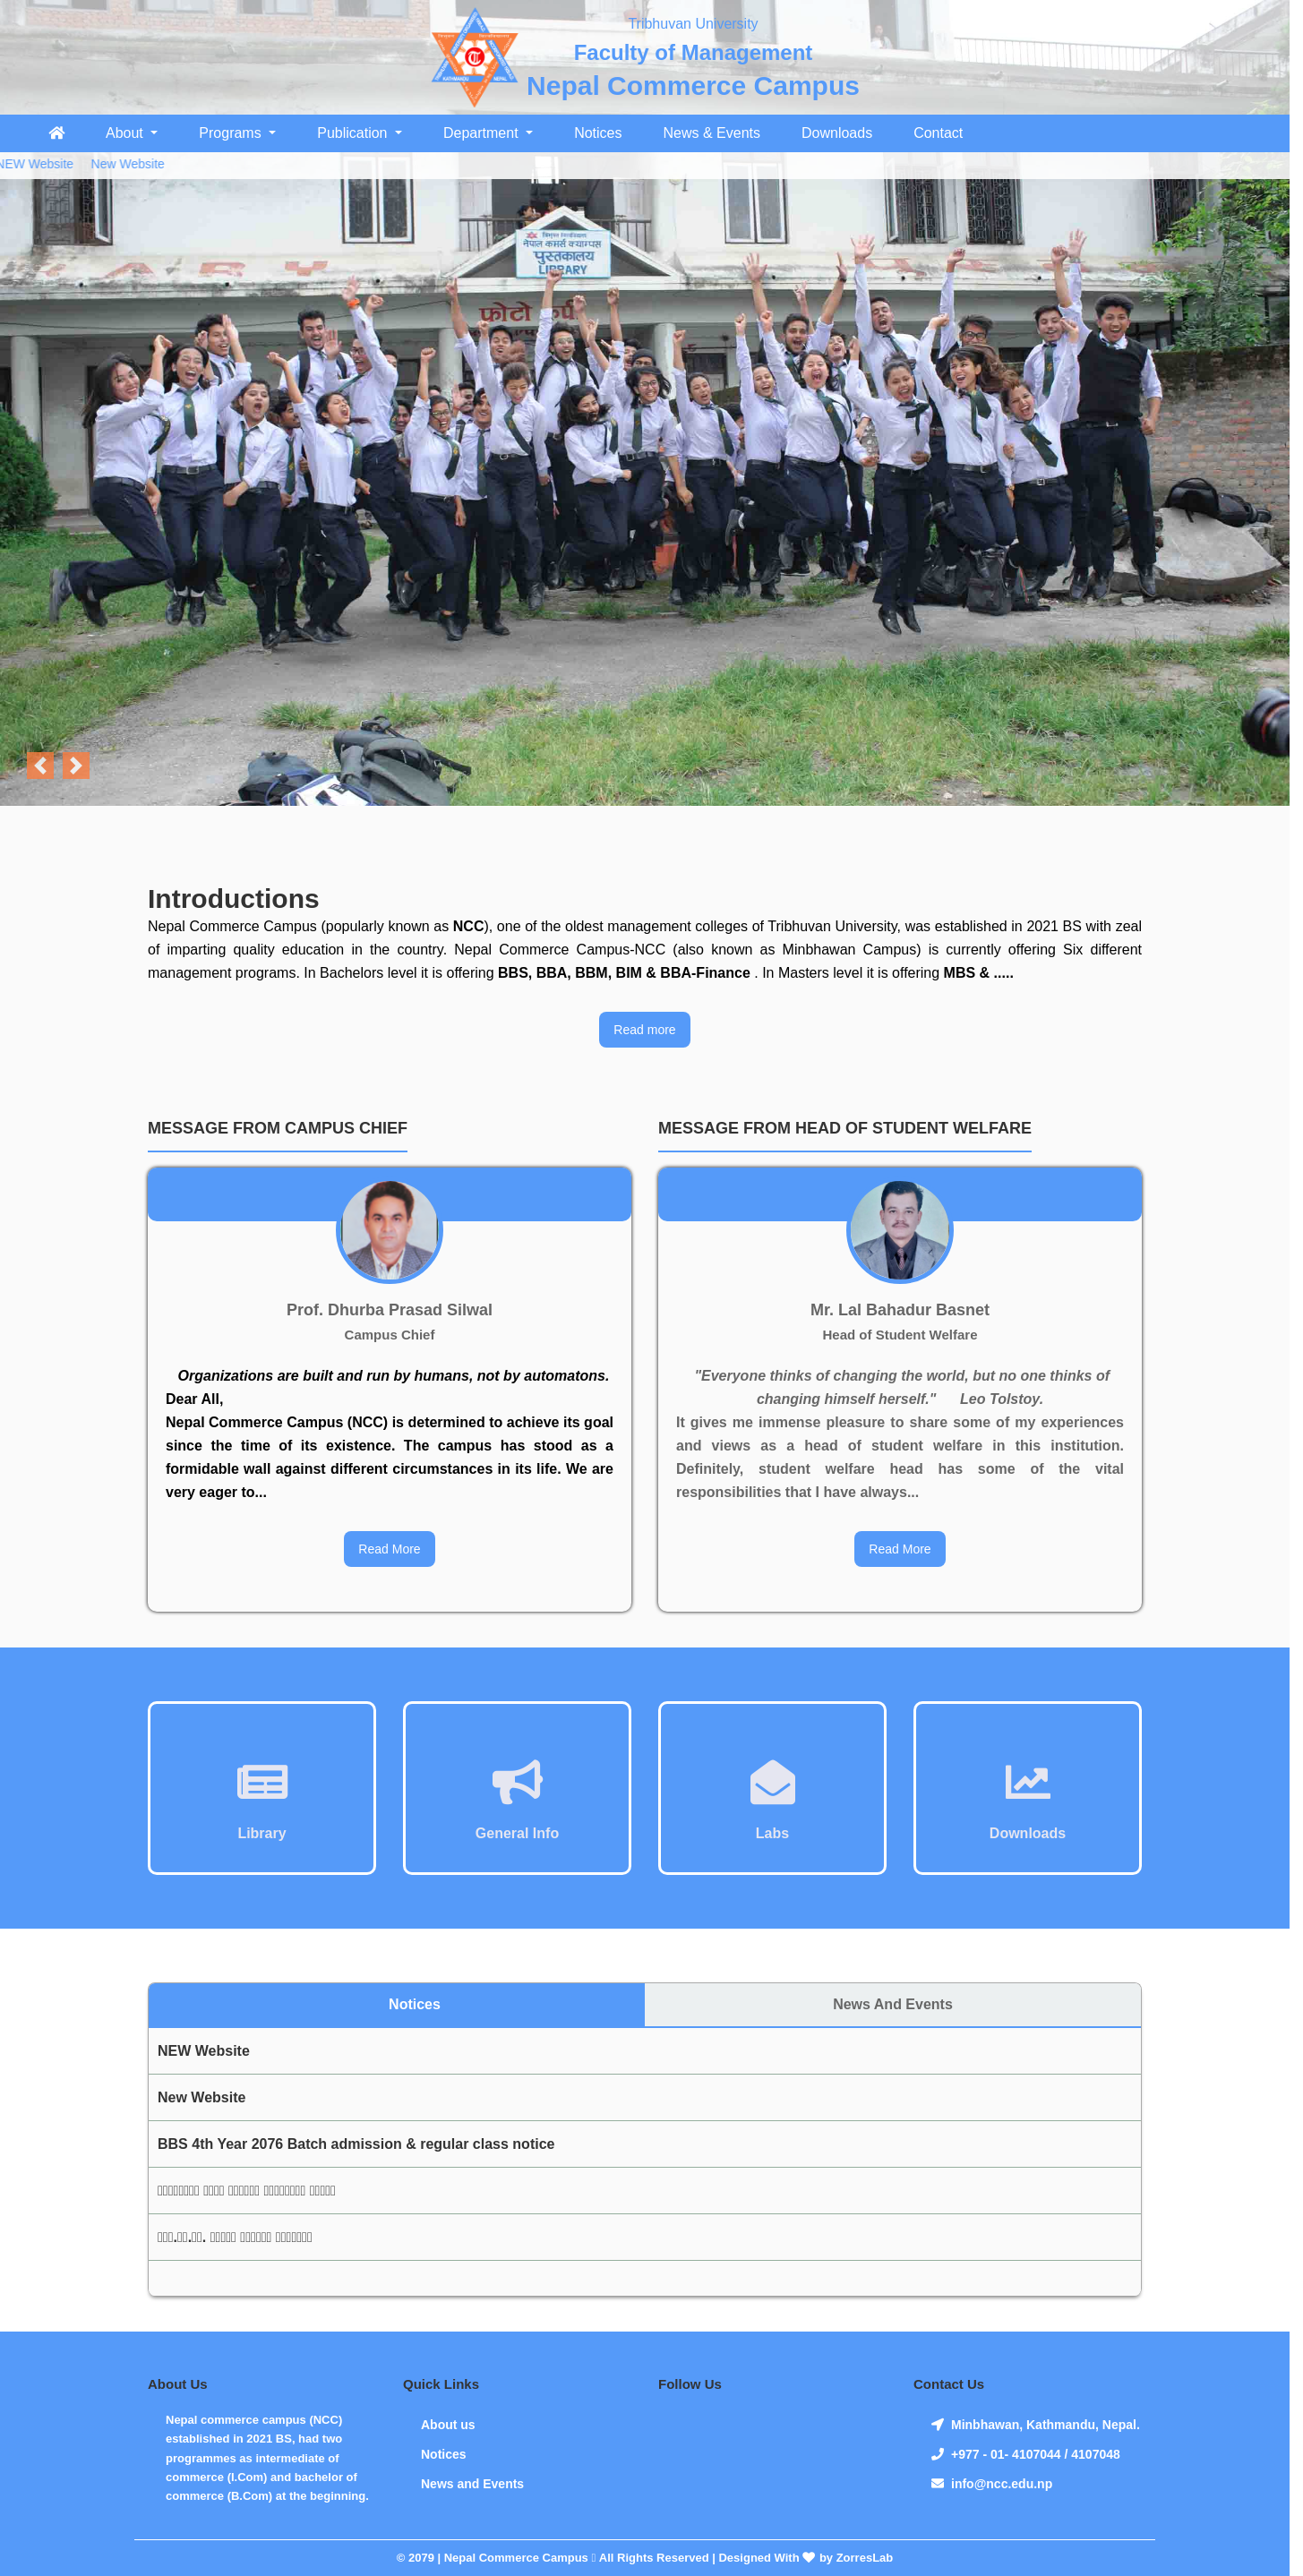 Tribhuvan University
Faculty of Management
Nepal Commerce Campus
About
Programs
Publication
Department
Notices
News & Events
Downloads
Contact
NEW Website New Website
नेपाल कमर्स क्याम्पस
पुस्तकालय
LIBRARY
फोटो
Introductions
Nepal Commerce Campus (popularly known as NCC), one of the oldest management colleges of Tribhuvan University, was established in 2021 BS with zeal
of imparting quality education in the country. Nepal Commerce Campus-NCC (also known as Minbhawan Campus) is currently offering Six different
management programs. In Bachelors level it is offering BBS, BBA, BBM, BIM & BBA-Finance . In Masters level it is offering MBS & .....
Read more
MESSAGE FROM CAMPUS CHIEF
Prof. Dhurba Prasad Silwal
Campus Chief
Organizations are built and run by humans, not by automatons.
Dear All,
Nepal Commerce Campus (NCC) is determined to achieve its goal
since the time of its existence. The campus has stood as a
formidable wall against different circumstances in its life. We are
very eager to...
Read More
MESSAGE FROM HEAD OF STUDENT WELFARE
Mr. Lal Bahadur Basnet
Head of Student Welfare
"Everyone thinks of changing the world, but no one thinks of
changing himself herself." Leo Tolstoy.
It gives me immense pleasure to share some of my experiences
and views as a head of student welfare in this institution.
Definitely, student welfare head has some of the vital
responsibilities that I have always...
Read More
Library
General Info
Labs
Downloads
Notices
News And Events
NEW Website
New Website
BBS 4th Year 2076 Batch admission & regular class notice
About Us
Nepal commerce campus (NCC)
established in 2021 BS, had two
programmes as intermediate of
commerce (I.Com) and bachelor of
commerce (B.Com) at the beginning.
Quick Links
About us
Notices
News and Events
Follow Us
Contact Us
Minbhawan, Kathmandu, Nepal.
+977 - 01- 4107044 / 4107048
info@ncc.edu.np
© 2079 | Nepal Commerce Campus All Rights Reserved | Designed With by ZorresLab